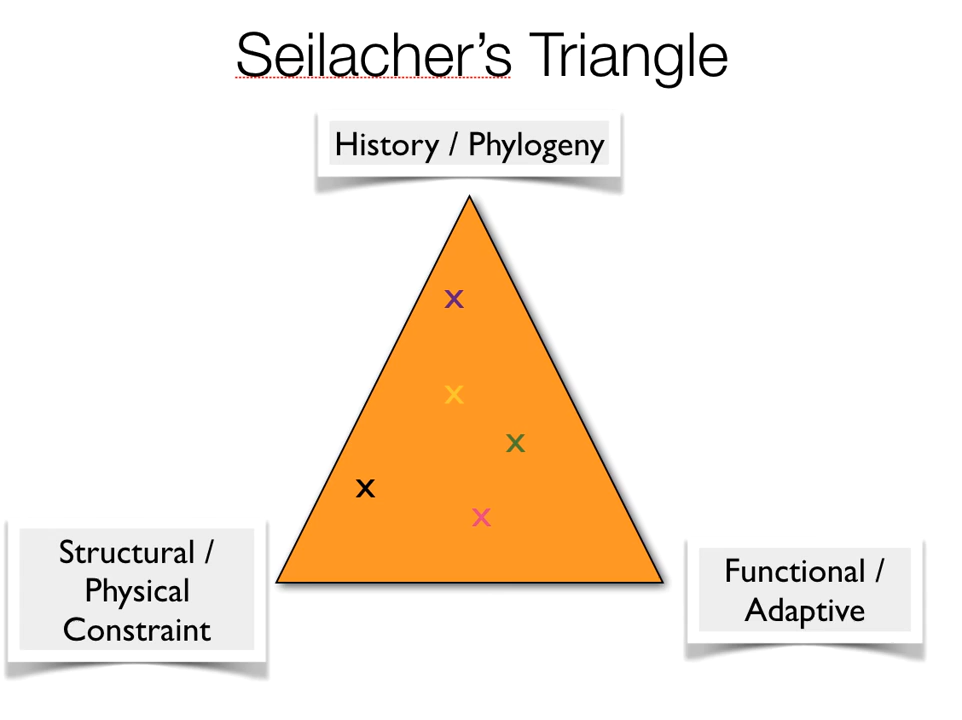 Seilacher’s Triangle
History / Phylogeny
x
x
x
x
x
Structural /
Physical
Constraint
Functional /
Adaptive